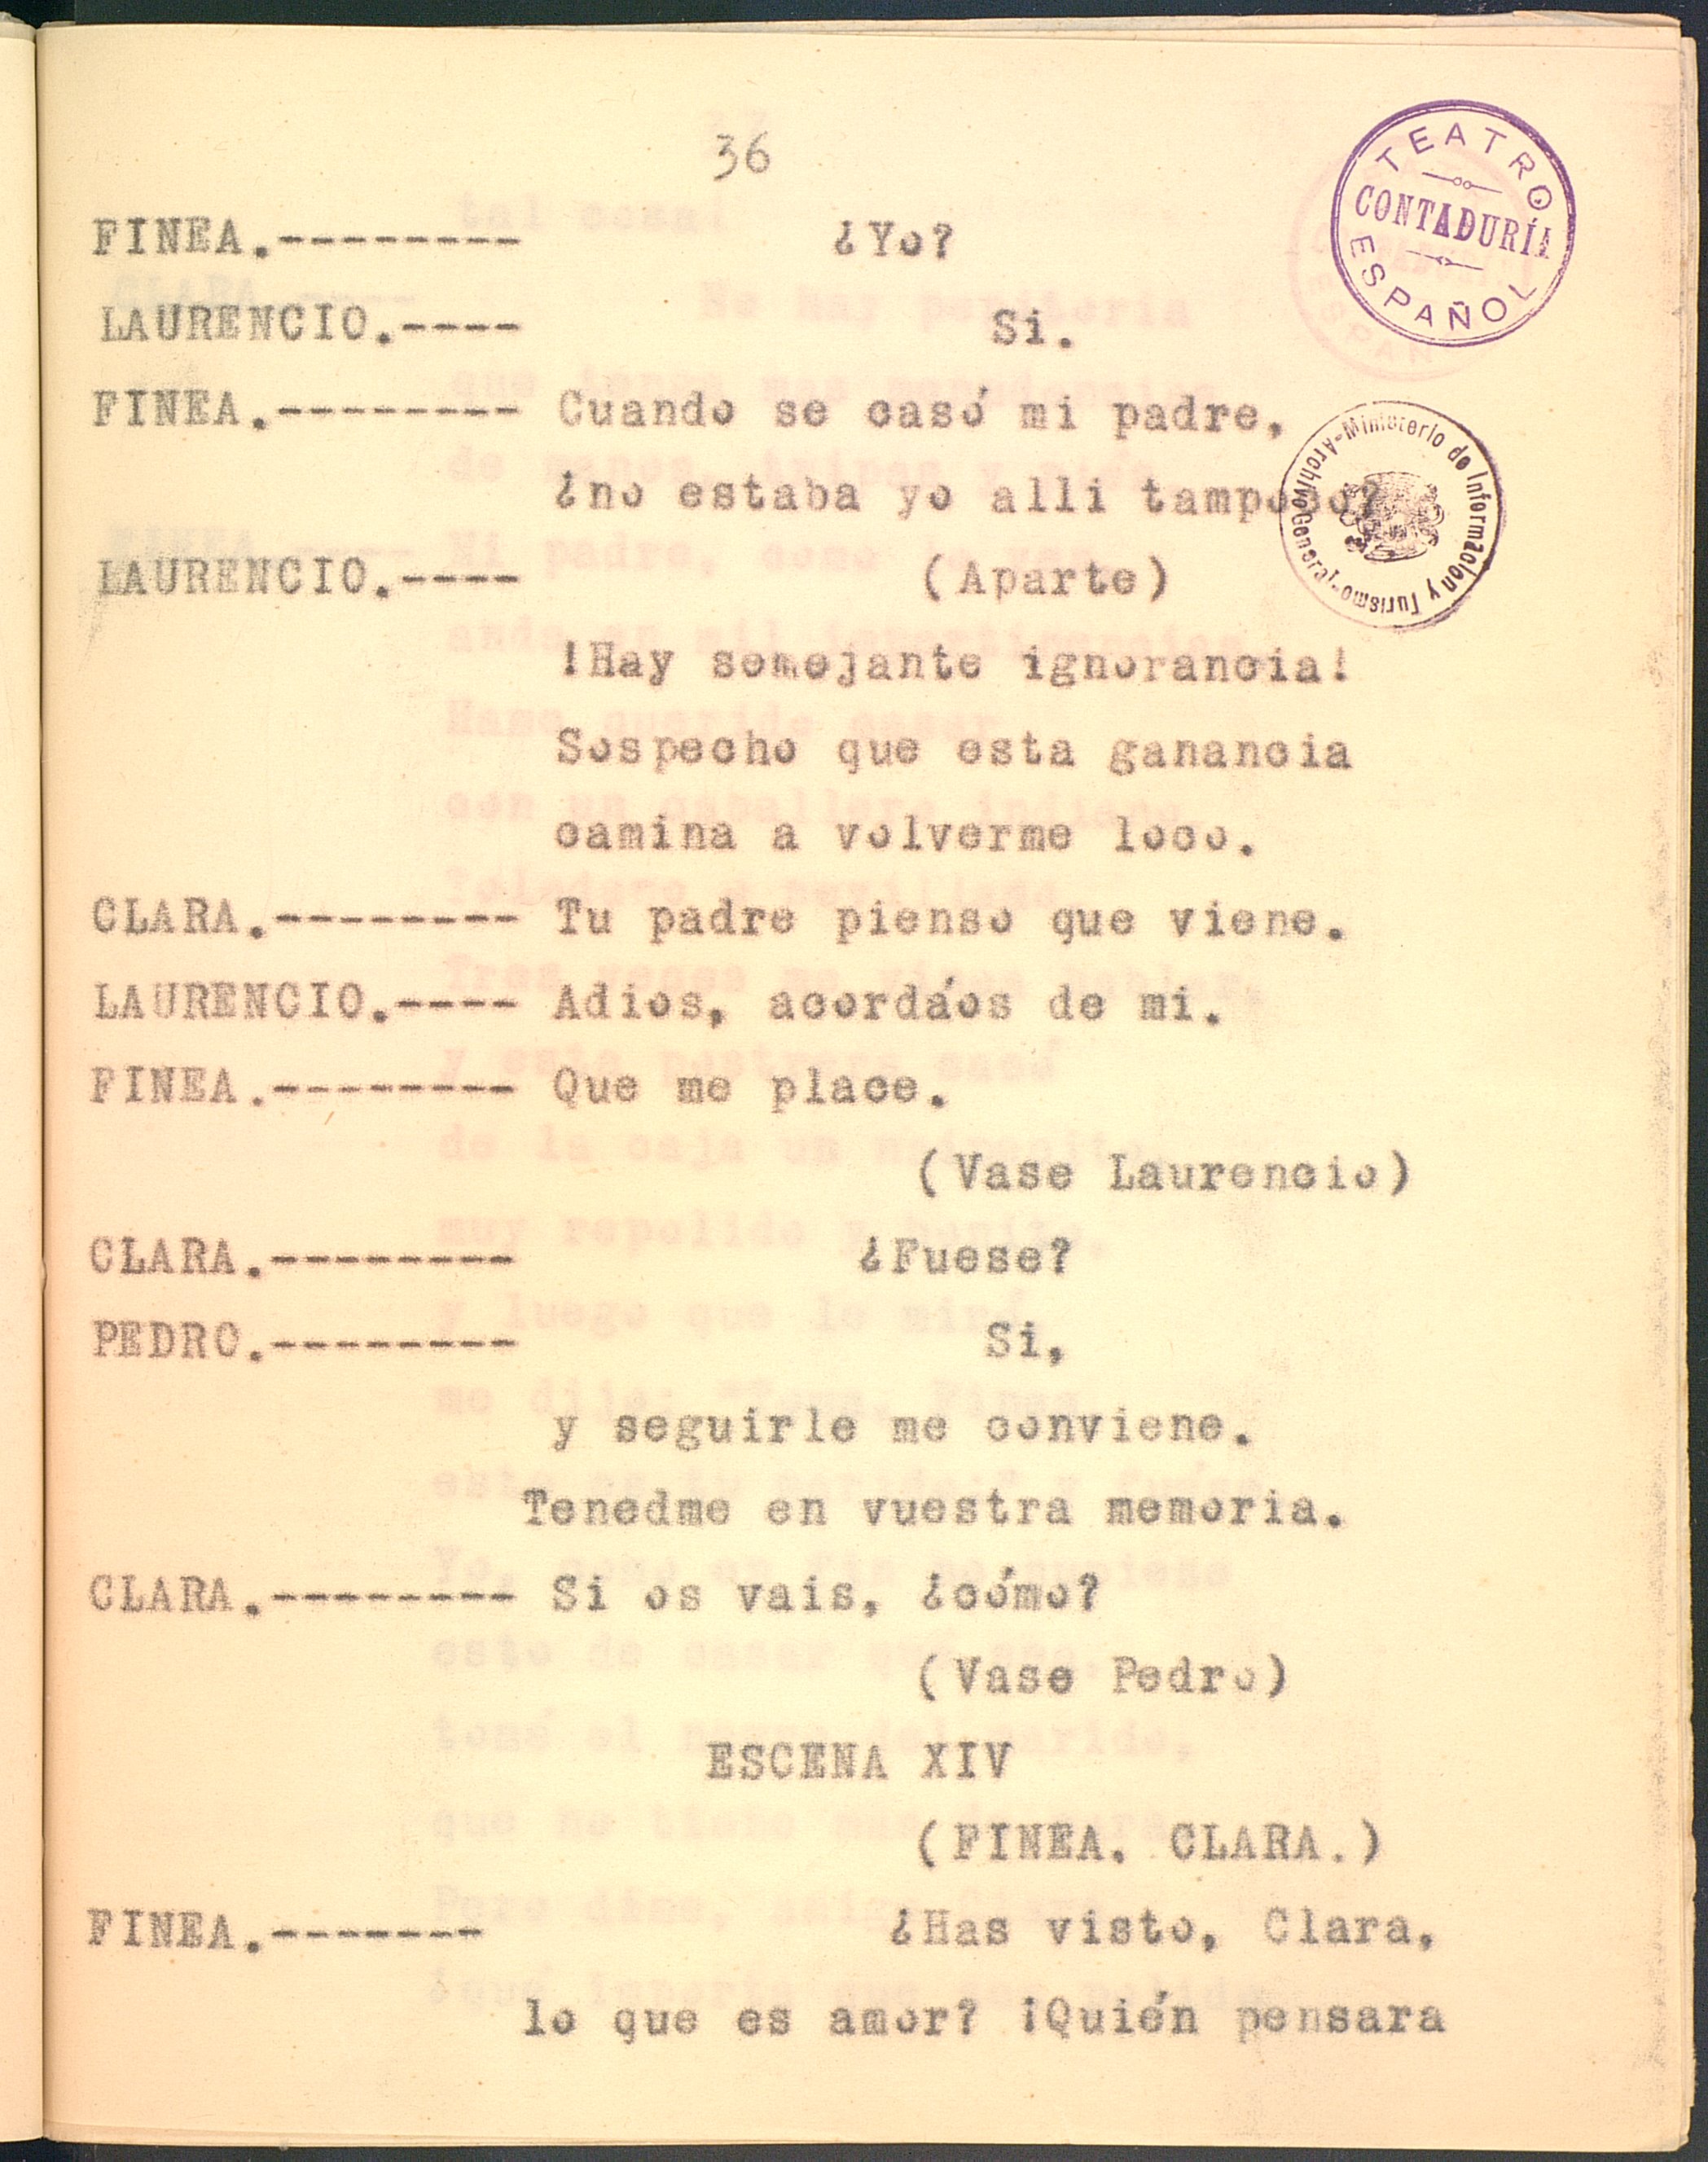 36
TEATRO ESPAÑOL
CONTADURÍA
FINEA.-------- ¿Yo?
LAURENCIO.---- Si.
FINEA.-------- Cuando se casó mi padre,
¿no estaba yo alli tampoco?
Ministerio de Información y Turismo-Archivo General-
LAURENCIO.---- (Aparte)
!Hay semejante ignorancia!
Sospecho que esta ganancia
camina a volverme loco.
CLARA.-------- Tu padre pienso que viene.
LAURENCIO.---- Adios, acordáos de mi.
FINEA.-------- Que me place.
(Vase Laurencio)
CLARA.-------- ¿Fuese?
PEDRO.-------- Si,
y seguirle me conviene.
Tenedme en vuestra memoria.
CLARA.-------- Si os vais, ¿cómo?
(Vase Pedro)
ESCENA XIV
(FINEA. CLARA.)
FINEA.------- ¿Has visto, Clara,
lo que es amor? ¡Quién pensara